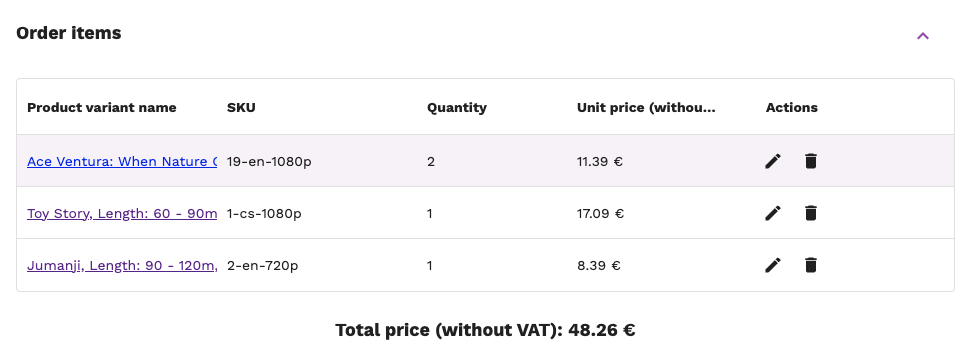 Order items
Product variant name SKU Quantity Unit price (withou... Actions
Ace Ventura: When Nature 19-en-1080p 2 11.39 €
Toy Story, Length: 60 - 90m 1-cs-1080p 1 17.09 €
Jumanji, Length: 90 - 120m, 2-en-720p 1 8.39 €
Total price (without VAT): 48.26 €